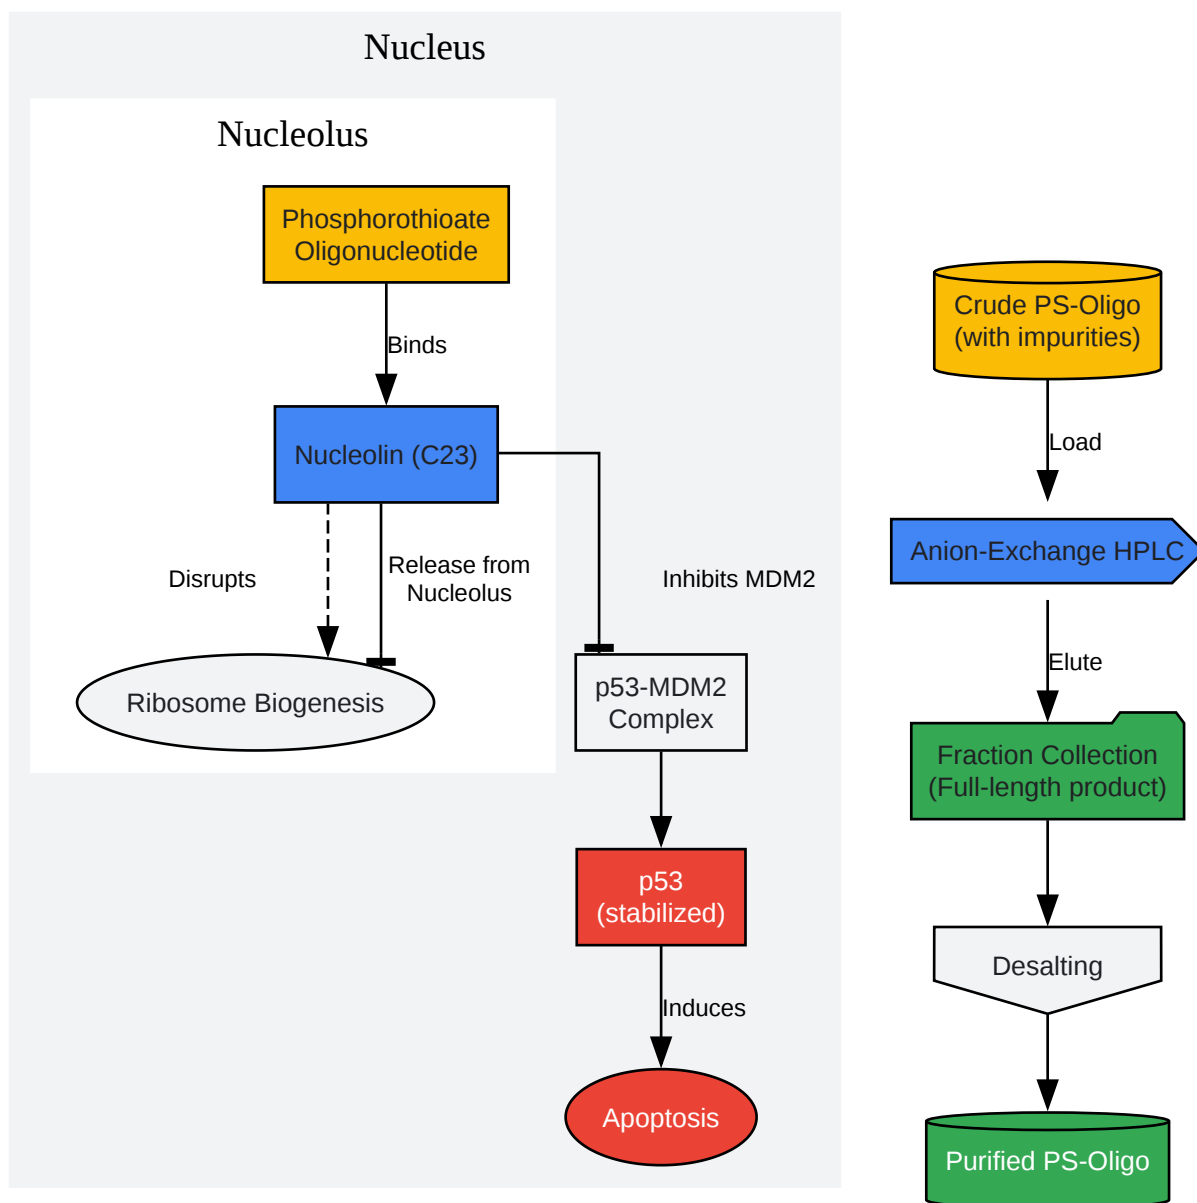 Nucleus
Nucleolus
Phosphorothioate
Oligonucleotide
Binds
Nucleolin (C23)
Disrupts
Release from
Nucleolus
Inhibits MDM2
Ribosome Biogenesis
p53-MDM2
Complex
p53
(stabilized)
Induces
Apoptosis
Crude PS-Oligo
(with impurities)
Load
Anion-Exchange HPLC
Elute
Fraction Collection
(Full-length product)
Desalting
Purified PS-Oligo